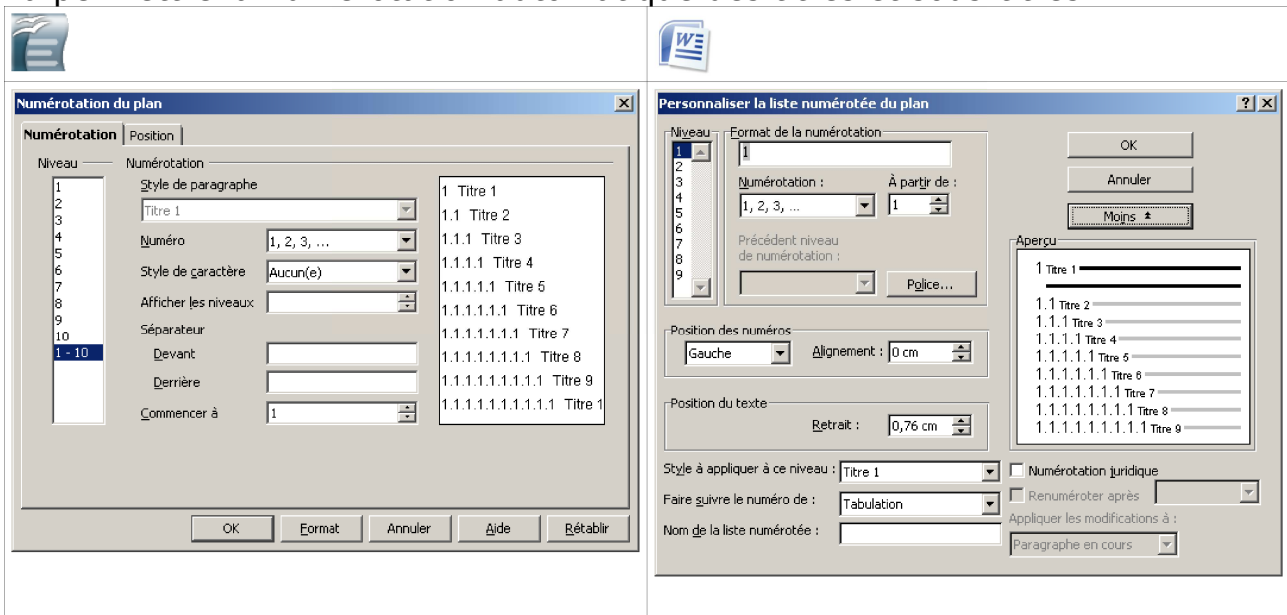 Numérotation du plan
Numérotation
Position
Niveau
1
2
3
4
5
6
7
8
9
10
1 - 10
Numérotation
Style de paragraphe
Titre 1
Numéro
1, 2, 3, ...
Style de caractère
Aucun(e)
Afficher les niveaux
Séparateur
Devant
Derrière
Commencer à
1
1 Titre 1
1.1 Titre 2
1.1.1 Titre 3
1.1.1.1 Titre 4
1.1.1.1.1 Titre 5
1.1.1.1.1.1 Titre 6
1.1.1.1.1.1.1 Titre 7
1.1.1.1.1.1.1.1 Titre 8
1.1.1.1.1.1.1.1.1 Titre 9
1.1.1.1.1.1.1.1.1.1 Titre 1
OK
Format
Annuler
Aide
Rétablir
W
Personnaliser la liste numérotée du plan
Niveau
1
2
3
4
5
6
7
8
9
Format de la numérotation
1
Numérotation :
À partir de :
1, 2, 3, ...
1
Précédent niveau
de numérotation :
Police...
OK
Annuler
Moins
Position des numéros
Gauche
Alignement : 0 cm
Position du texte
Retrait : 0,76 cm
Aperçu
1 Titre 1
1.1 Titre 2
1.1.1 Titre 3
1.1.1.1 Titre 4
1.1.1.1.1 Titre 5
1.1.1.1.1.1 Titre 6
1.1.1.1.1.1.1 Titre 7
1.1.1.1.1.1.1.1 Titre 8
1.1.1.1.1.1.1.1.1 Titre 9
Style à appliquer à ce niveau : Titre 1
Faire suivre le numéro de : Tabulation
Nom de la liste numérotée :
Numérotation juridique
Renuméroter après
Appliquer les modifications à :
Paragraphe en cours